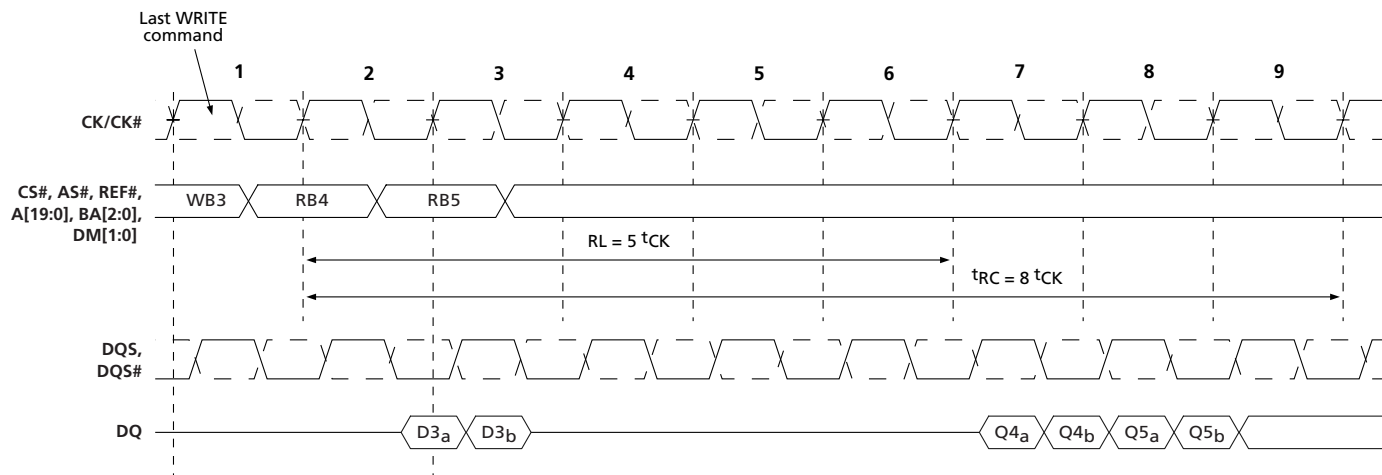 Last WRITE
command
1 2 3 4 5 6 7 8 9
CK/CK#
CS#, AS#, REF#,
A[19:0], BA[2:0],
DM[1:0]
WB3 RB4 RB5
RL = 5 tCK
tRC = 8 tCK
DQS,
DQS#
DQ
D3a D3b Q4a Q4b Q5a Q5b